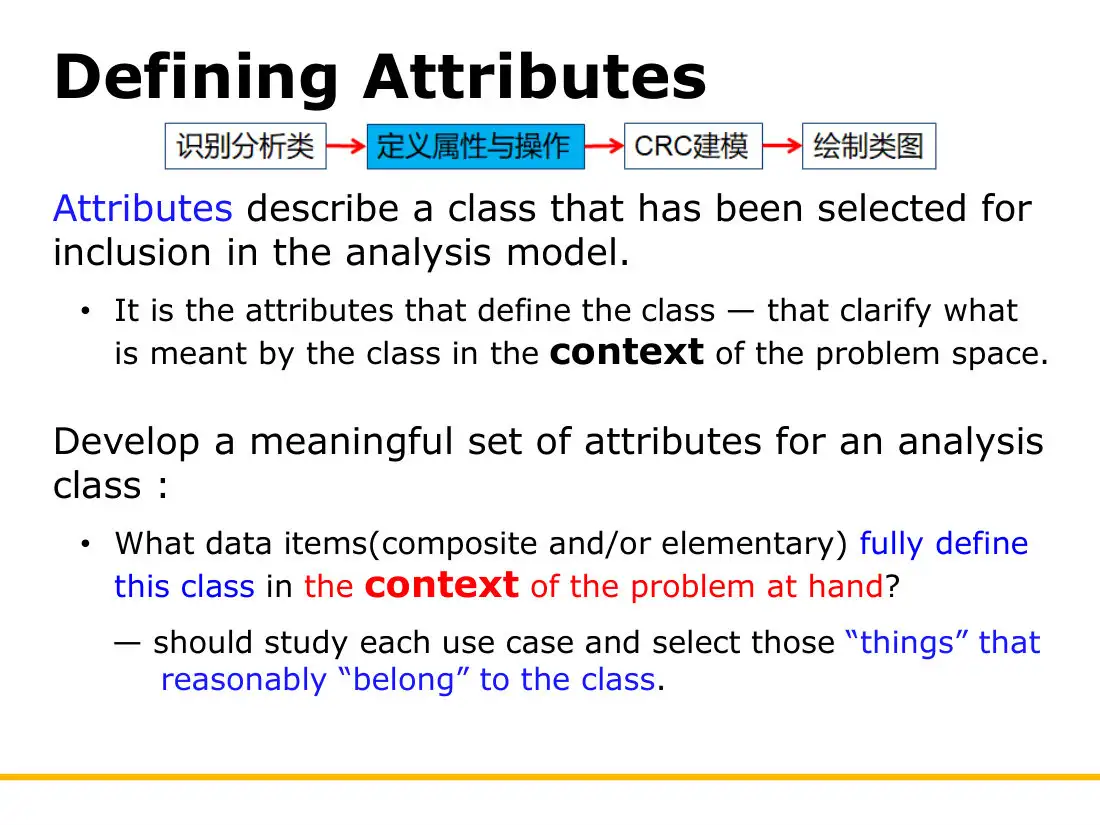 Defining Attributes
识别分析类 定义属性与操作 CRC建模 绘制类图
Attributes describe a class that has been selected for
inclusion in the analysis model.
• It is the attributes that define the class — that clarify what
is meant by the class in the context of the problem space.
Develop a meaningful set of attributes for an analysis
class :
• What data items(composite and/or elementary) fully define
this class in the context of the problem at hand?
— should study each use case and select those “things” that
reasonably “belong” to the class.